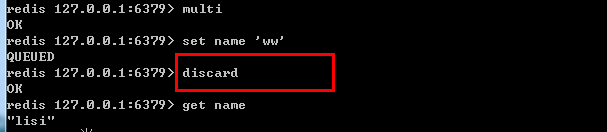 redis 127.0.0.1:6379> multi
OK
redis 127.0.0.1:6379> set name 'ww'
QUEUED
redis 127.0.0.1:6379> discard
OK
redis 127.0.0.1:6379> get name
"lisi"